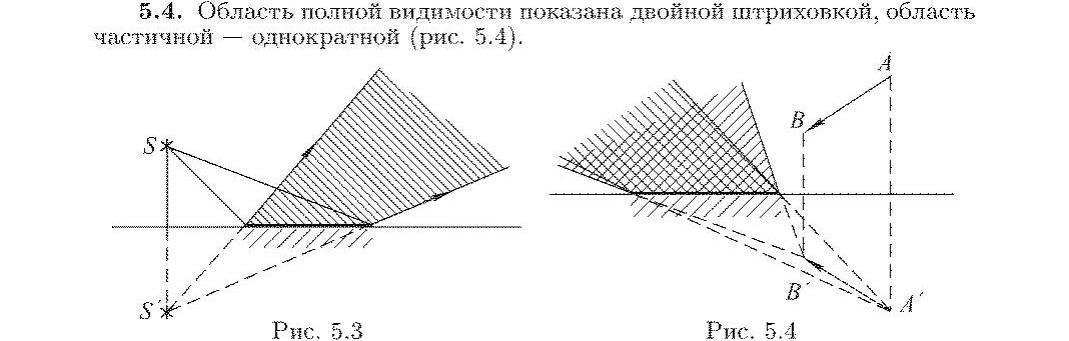 5.4. Область полной видимости показана двойной штриховкой, область
частичной — однократной (рис. 5.4).
A
B
S
B′
A′
S′
Рис. 5.3
Рис. 5.4